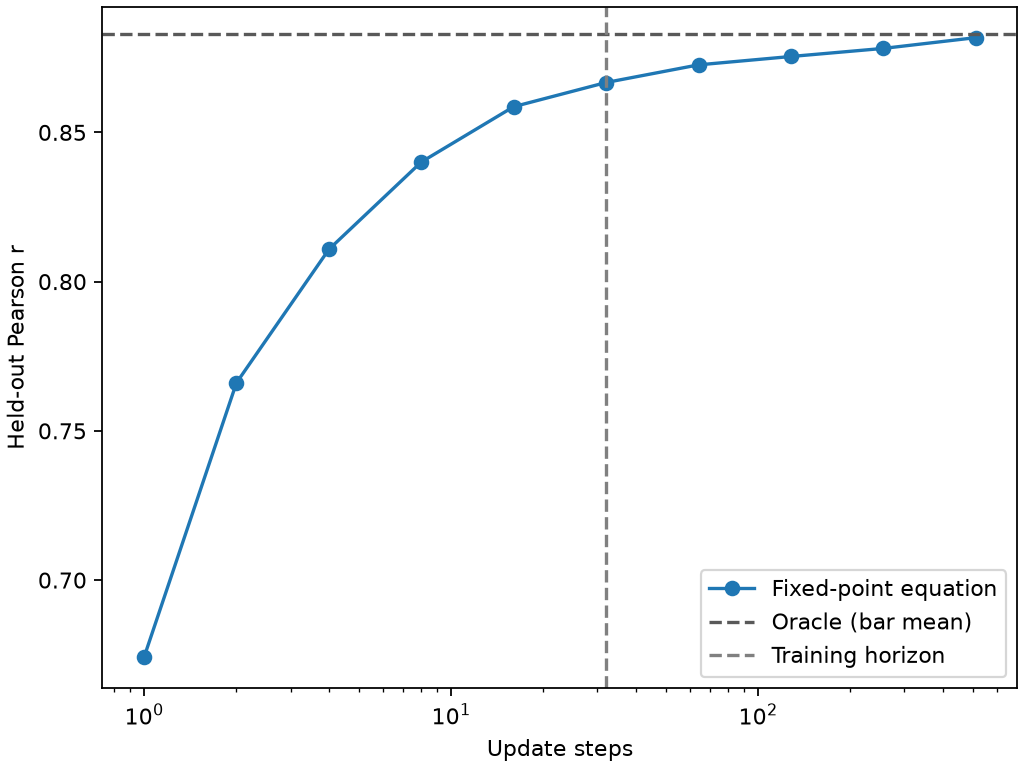 Held-out Pearson r
0.85
0.80
0.75
0.70
10⁰
10¹
10²
Update steps
Fixed-point equation
Oracle (bar mean)
Training horizon